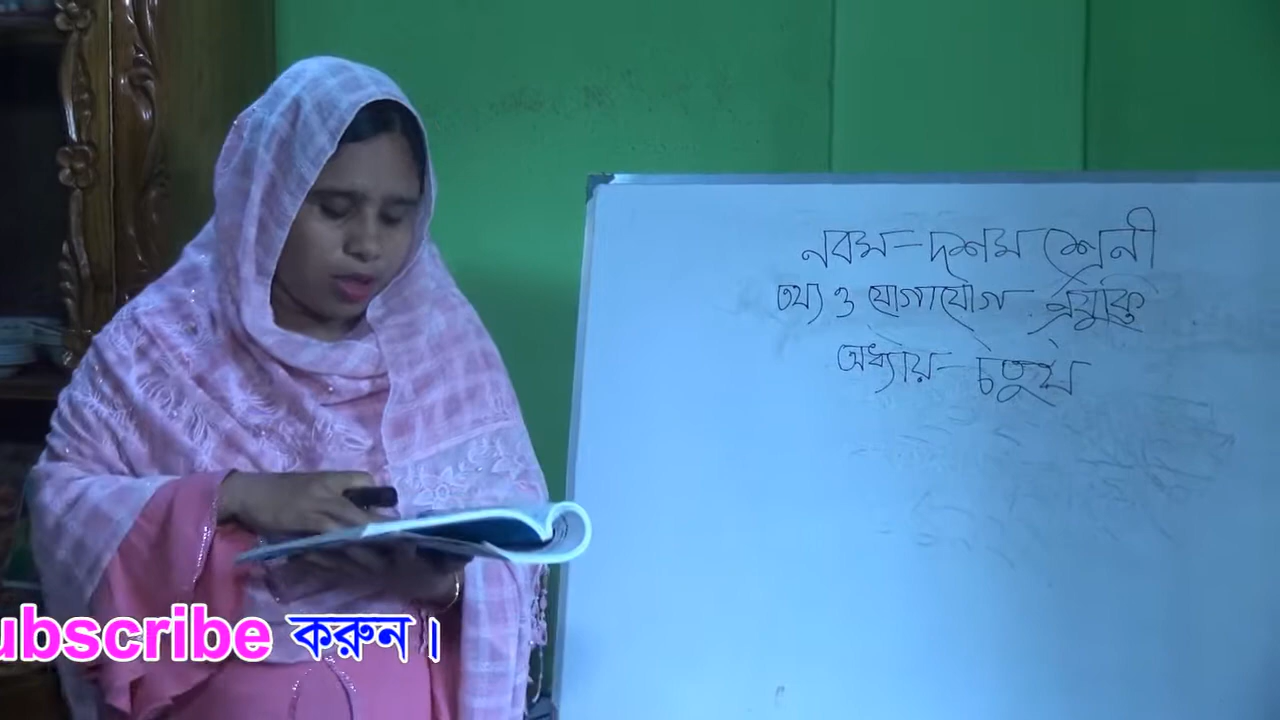 নবম-দশম শ্রেনী
তথ্য ও যোগাযোগ প্রযুক্তি
অধ্যায়- চতুর্থ
ubscribe করুন।